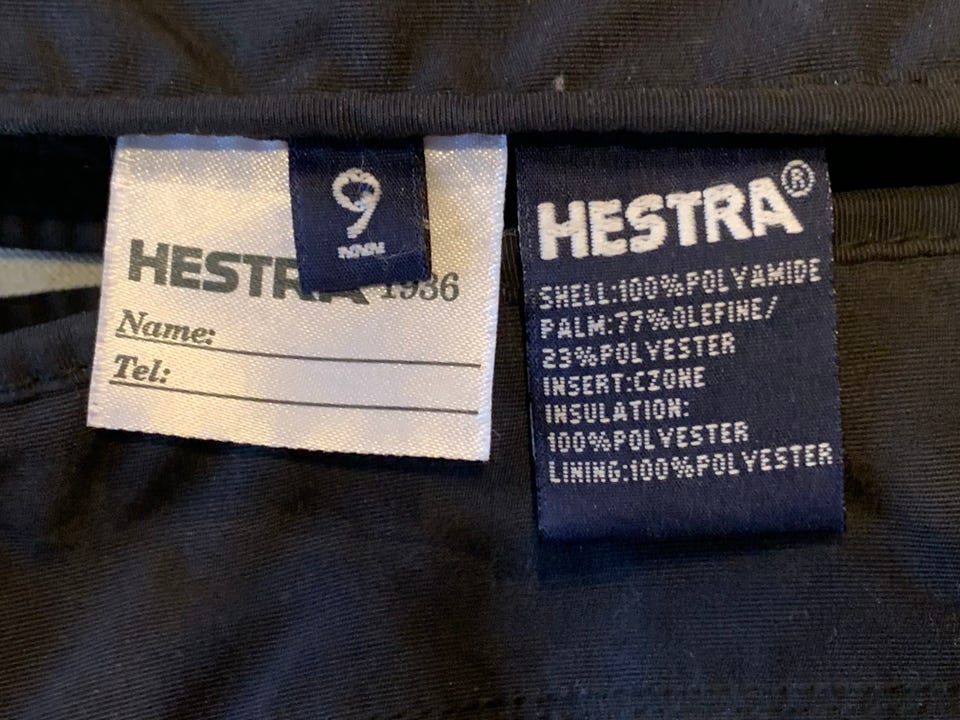 9
HESTRA 1936
Name:
Tel:
HESTRA®
SHELL:100%POLYAMIDE
PALM:77%OLEFINE/
23%POLYESTER
INSERT:CZONE
INSULATION:
100%POLYESTER
LINING:100%POLYESTER